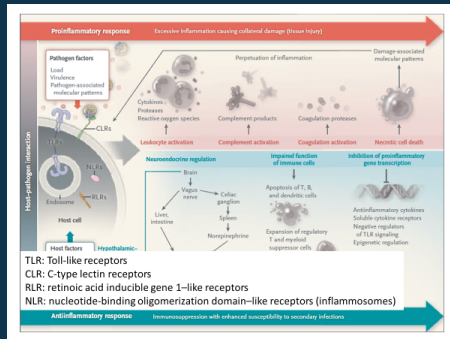 Proinflammatory response
Excessive inflammation causing collateral damage (tissue injury)
Pathogen factors
Load
Virulence
Pathogen-associated
molecular patterns
Host-pathogen interaction
CLRs
TLRs
NLRs
RLRs
Endosome
Host cell
Host factors
Perpetuation of inflammation
Damage-associated
molecular patterns
Cytokines
Proteases
Reactive oxygen species
Complement products
Coagulation proteases
Leukocyte activation
Complement activation
Coagulation activation
Necrotic cell death
Neuroendocrine regulation
Brain
Vagus
nerve
Celiac
ganglion
Liver,
intestine
Spleen
Norepinephrine
Hypothalamic-
Impaired function
of immune cells
Apoptosis of T, B,
and dendritic cells
Expansion of regulatory
T and myeloid
suppressor cells
Inhibition of proinflammatory
gene transcription
Antiinflammatory cytokines
Soluble cytokine receptors
Negative regulators
of TLR signaling
Epigenetic regulation
TLR: Toll-like receptors
CLR: C-type lectin receptors
RLR: retinoic acid inducible gene 1–like receptors
NLR: nucleotide-binding oligomerization domain–like receptors (inflammosomes)
Antiinflammatory response
Immunosuppression with enhanced susceptibility to secondary infections